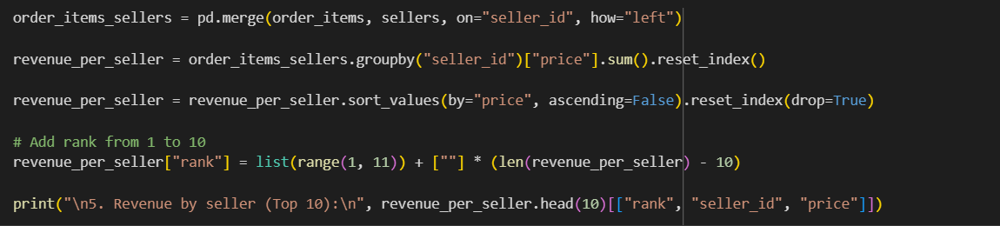 order_items_sellers = pd.merge(order_items, sellers, on="seller_id", how="left")
revenue_per_seller = order_items_sellers.groupby("seller_id")["price"].sum().reset_index()
revenue_per_seller = revenue_per_seller.sort_values(by="price", ascending=False).reset_index(drop=True)
# Add rank from 1 to 10
revenue_per_seller["rank"] = list(range(1, 11)) + [""] * (len(revenue_per_seller) - 10)
print("\n5. Revenue by seller (Top 10):\n", revenue_per_seller.head(10)[["rank", "seller_id", "price"]])